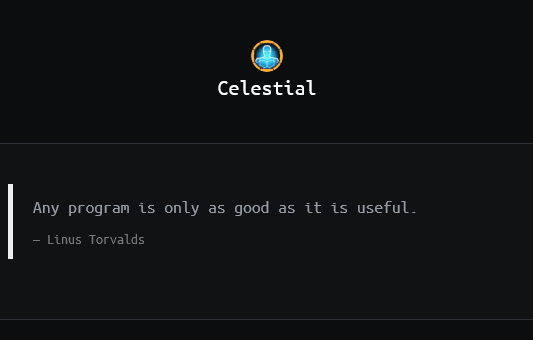 Celestial
Any program is only as good as it is useful.
— Linus Torvalds